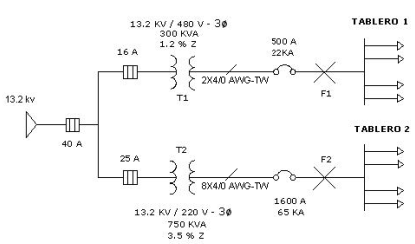 13.2 KV / 480 V - 3ø
300 KVA
1.2 % Z
TABLERO 1
16 A
500 A
22KA
T1
2X4/0 AWG-TW
F1
13.2 kv
40 A
TABLERO 2
25 A
T2
F2
8X4/0 AWG-TW
1600 A
65 KA
13.2 KV / 220 V - 3ø
750 KVA
3.5 % Z